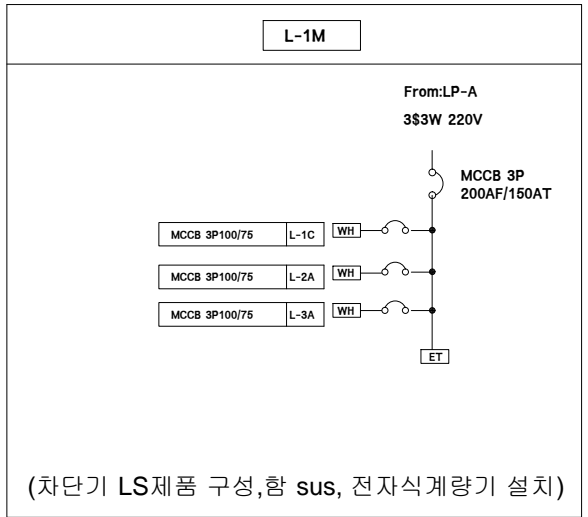 L-1M
From:LP-A
3$3W 220V
MCCB 3P
200AF/150AT
MCCB 3P100/75 L-1C WH
MCCB 3P100/75 L-2A WH
MCCB 3P100/75 L-3A WH
ET
(차단기 LS제품 구성,함 sus, 전자식계량기 설치)